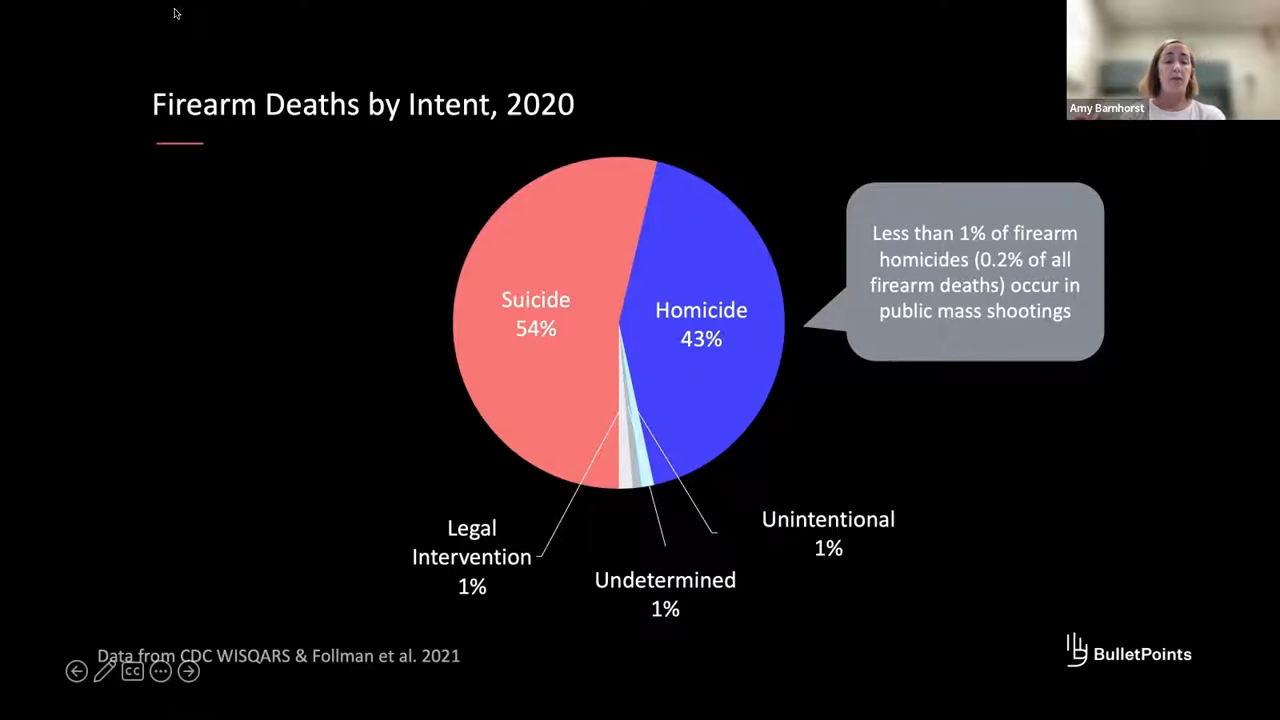 Amy Barnhorst
Firearm Deaths by Intent, 2020
Less than 1% of firearm
homicides (0.2% of all
firearm deaths) occur in
public mass shootings
Suicide
54%
Homicide
43%
Legal
Intervention
1%
Undetermined
1%
Unintentional
1%
Data from CDC WISQARS & Follman et al. 2021
CC
BulletPoints